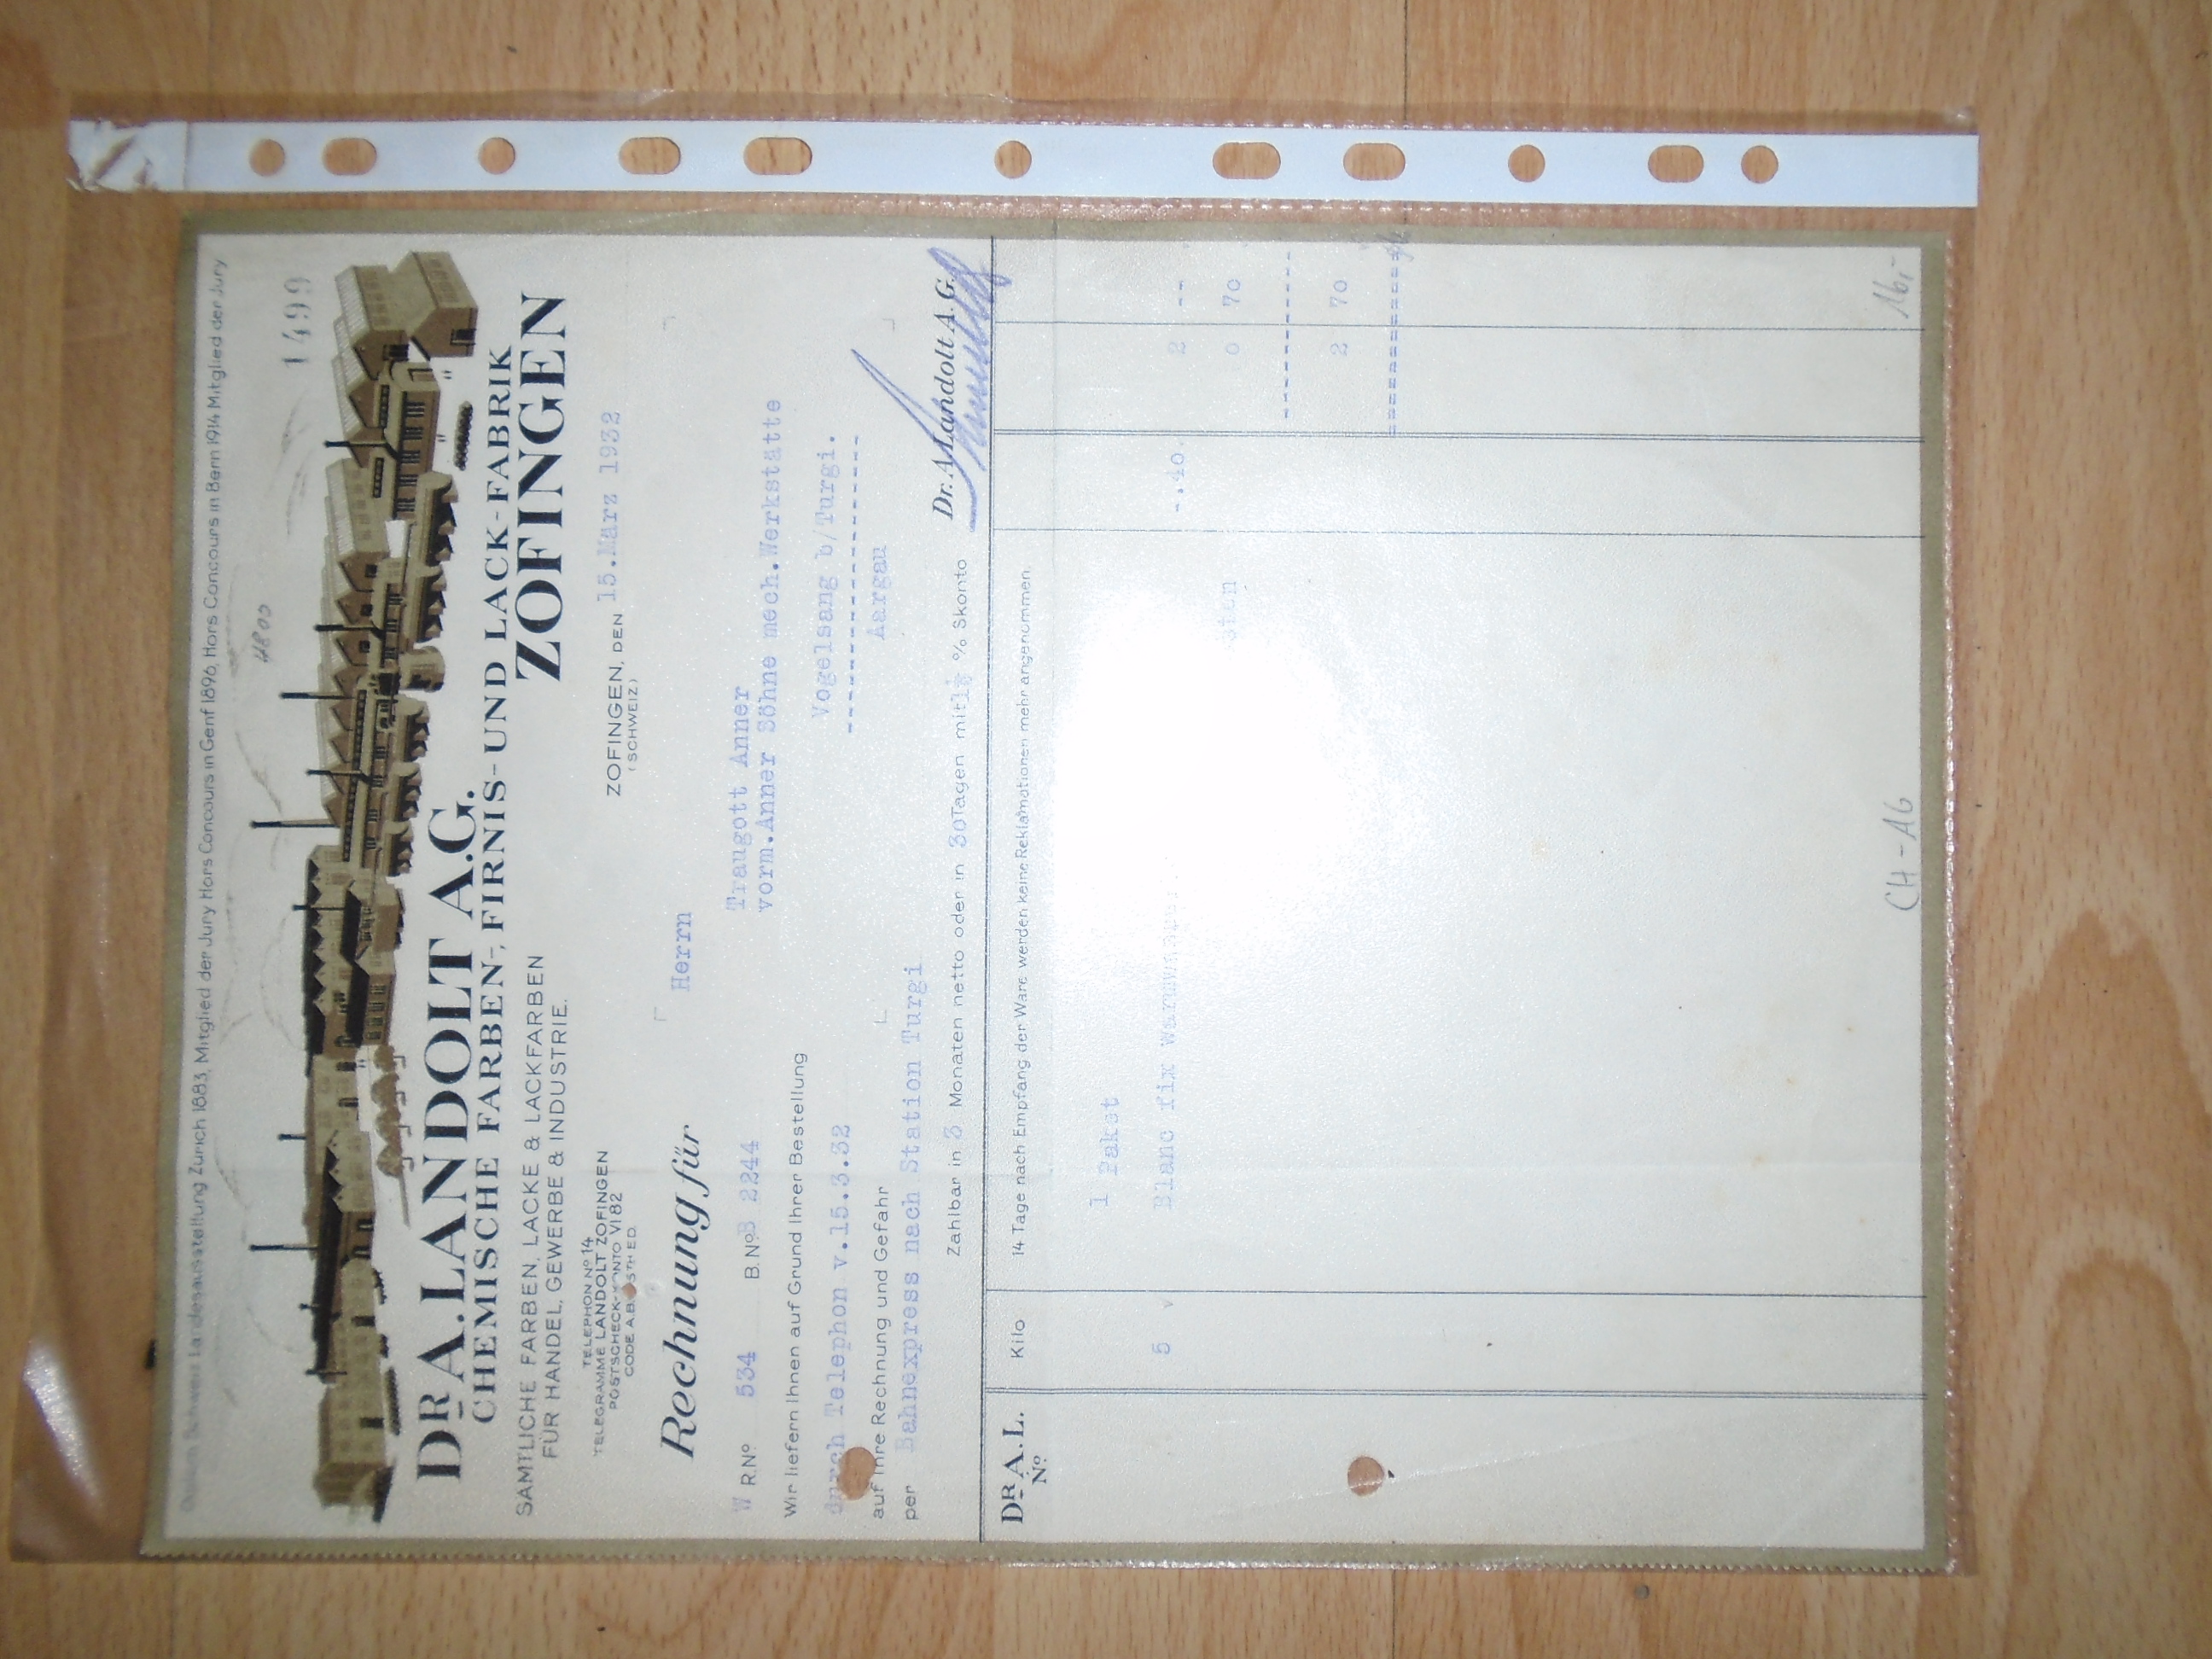 Schweiz. Landesausstellung Zürich 1883, Mitglied der Jury Hors Concours in Genf 1896, Hors Concours in Bern 1914 Mitglied der Jury
1499
4800
DR. A. LANDOLT A.G.
CHEMISCHE FARBEN-, FIRNIS- UND LACK-FABRIK
SÄMTLICHE FARBEN, LACKE & LACKFARBEN
FÜR HANDEL, GEWERBE & INDUSTRIE.
ZOFINGEN
TELEPHON Nº 14
TELEGRAMME LANDOLT ZOFINGEN
POSTSCHECK-KONTO VI 82
CODE A.B. 5TH ED.
ZOFINGEN, DEN 15.März 1932
(SCHWEIZ)
Rechnung für
Herrn
W R.Nº 534 B.Nº B 2244
Traugott Anner
vorm.Anner Söhne mech.Werkstätte
Wir liefern Ihnen auf Grund Ihrer Bestellung
durch Telephon v.15.3.32
Vogelsang b/Turgi.
auf Ihre Rechnung und Gefahr
Aargau
per Bahnexpress nach Station Turgi
Dr. A. Landolt A.G.
Zahlbar in 3 Monaten netto oder in 30 Tagen mit % Skonto
DR. A. L.
Nº
Kilo
14 Tage nach Empfang der Ware werden keine Reklamationen mehr angenommen.
1 Paket
5 Blanc fix -.40. 2 --
0 70
2 70
CH-AG
16,-